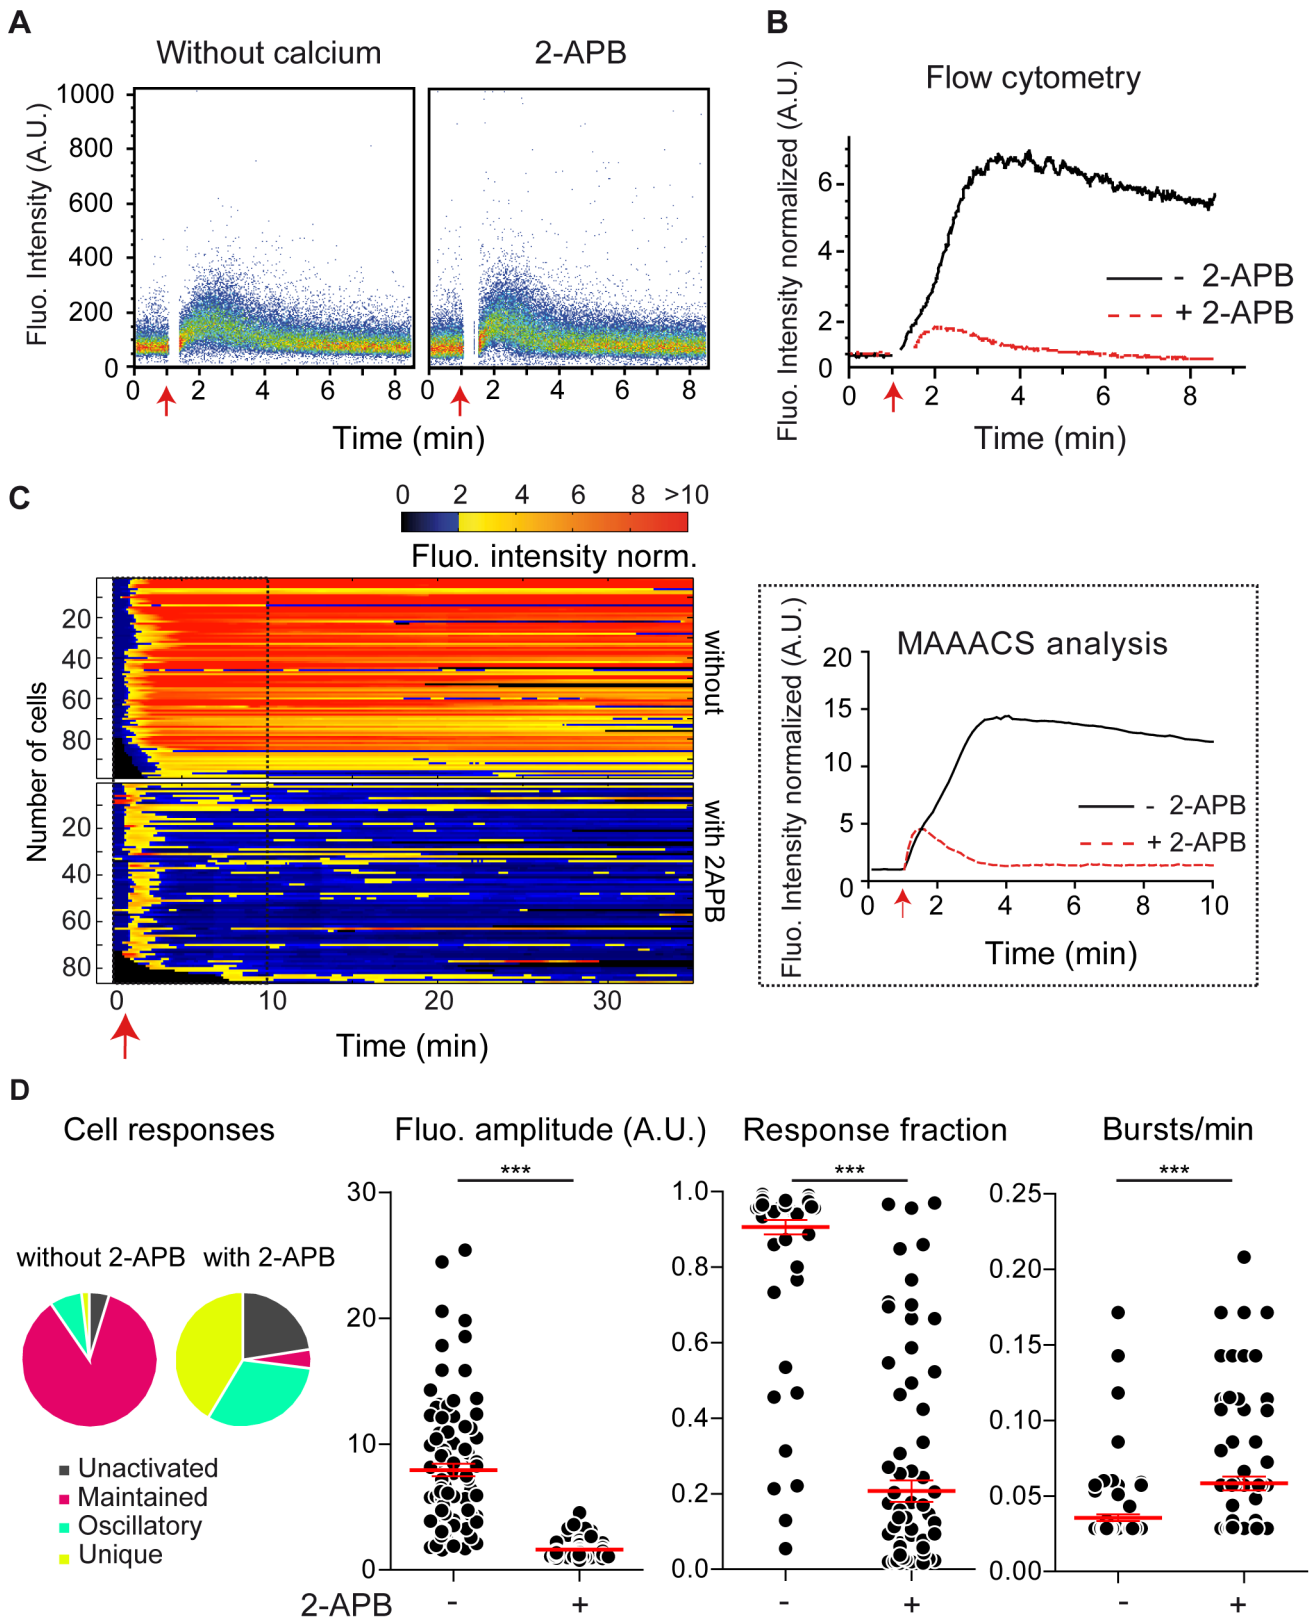 A
Without calcium
2-APB
Fluo. Intensity (A.U.)
1000
800
600
400
200
0
0 2 4 6 8
0 2 4 6 8
Time (min)
B
Flow cytometry
Fluo. Intensity normalized (A.U.)
6
4
2
0
- 2-APB
+ 2-APB
0 2 4 6 8
Time (min)
C
0 2 4 6 8 >10
Fluo. intensity norm.
Number of cells
20
40
60
80
without
20
40
60
80
with 2APB
0 10 20 30
Time (min)
MAAACS analysis
Fluo. Intensity normalized (A.U.)
20
15
10
5
0
- 2-APB
+ 2-APB
0 2 4 6 8 10
Time (min)
D
Cell responses
without 2-APB with 2-APB
Unactivated
Maintained
Oscillatory
Unique
Fluo. amplitude (A.U.)
***
30
20
10
0
2-APB - +
Response fraction
***
1.0
0.8
0.6
0.4
0.2
0.0
- +
Bursts/min
***
0.25
0.20
0.15
0.10
0.05
0.00
- +